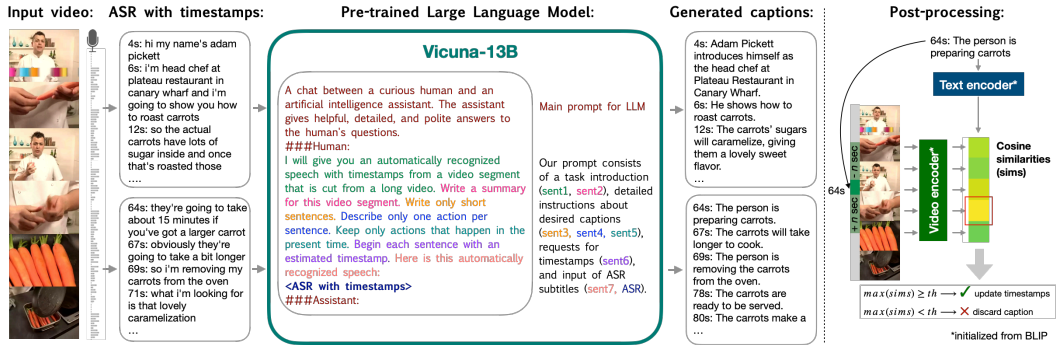 Input video:
ASR with timestamps:
Pre-trained Large Language Model:
Generated captions:
Post-processing:
4s: hi my name's adam
pickett
6s: i'm head chef at
plateau restaurant in
canary wharf and i'm
going to show you how
to roast carrots
12s: so the actual
carrots have lots of
sugar inside and once
that's roasted those
....
64s: they're going to take
about 15 minutes if
you've got a larger carrot
67s: obviously they're
going to take a bit longer
69s: so i'm removing my
carrots from the oven
71s: what i'm looking for
is that lovely
caramelization
...
Vicuna-13B
A chat between a curious human and an
artificial intelligence assistant. The assistant
gives helpful, detailed, and polite answers to
the human's questions.
###Human:
I will give you an automatically recognized
speech with timestamps from a video segment
that is cut from a long video. Write a summary
for this video segment. Write only short
sentences. Describe only one action per
sentence. Keep only actions that happen in the
present time. Begin each sentence with an
estimated timestamp. Here is this automatically
recognized speech:
<ASR with timestamps>
###Assistant:
Main prompt for LLM
Our prompt consists
of a task introduction
(sent1, sent2), detailed
instructions about
desired captions
(sent3, sent4, sent5),
requests for
timestamps (sent6),
and input of ASR
subtitles (sent7, ASR).
4s: Adam Pickett
introduces himself as
the head chef at
Plateau Restaurant in
Canary Wharf.
6s: He shows how to
roast carrots.
12s: The carrots' sugars
will caramelize, giving
them a lovely sweet
flavor.
...
64s: The person is
preparing carrots.
67s: The carrots will take
longer to cook.
69s: The person is
removing the carrots
from the oven.
78s: The carrots are
ready to be served.
80s: The carrots make a
...
64s: The person is
preparing carrots
Text encoder*
- n sec
64s
+ n sec
Video encoder*
Cosine
similarities
(sims)
max(sims) ≥ th → ✓ update timestamps
max(sims) < th → ✗ discard caption
*initialized from BLIP